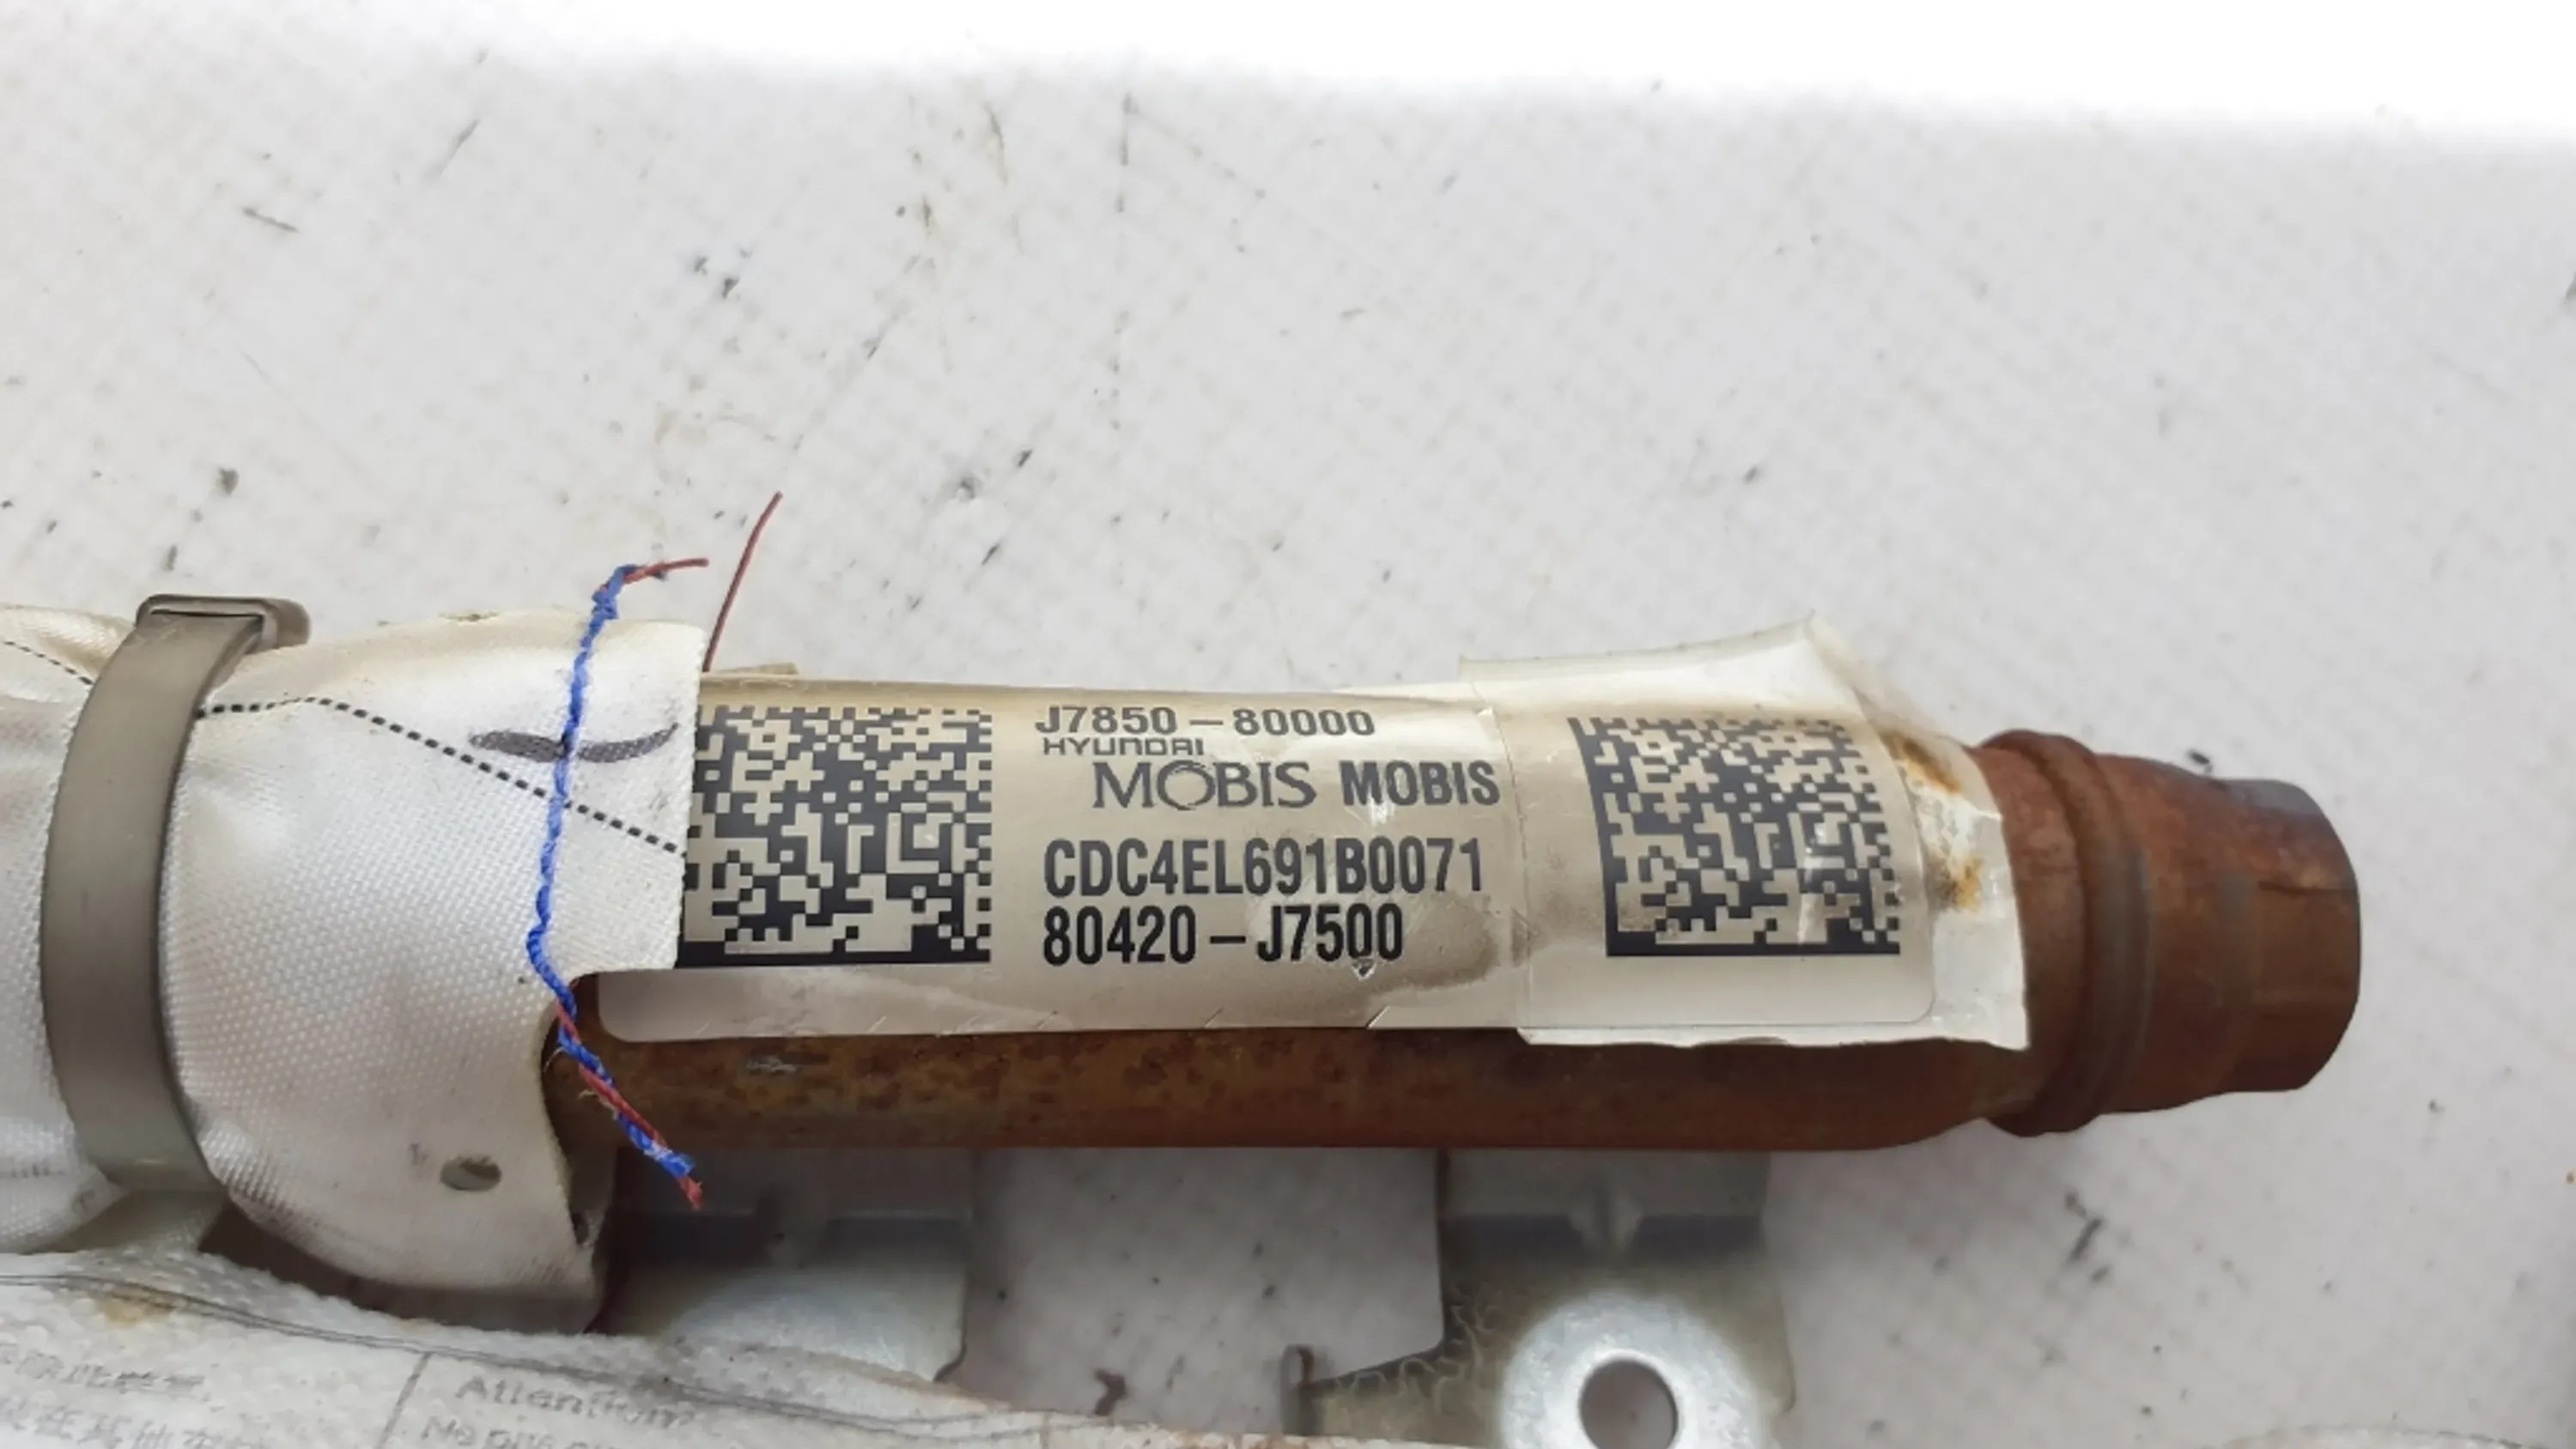 J7850-80000
HYUNDAI
MOBIS MOBIS
CDC4EL691B0071
80420-J7500
Attention